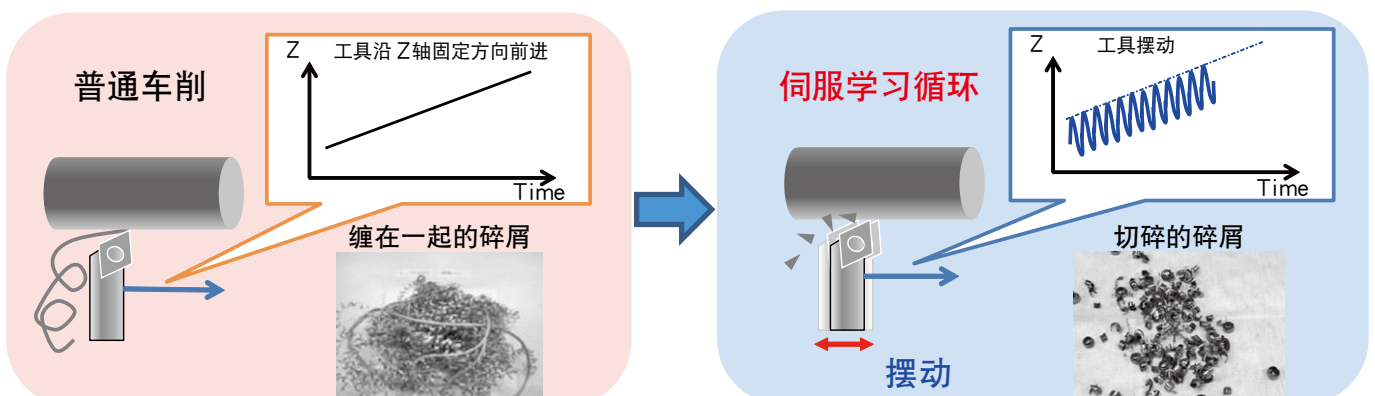 普通车削
Z
工具沿 Z轴固定方向前进
Time
缠在一起的碎屑
伺服学习循环
Z
工具摆动
Time
切碎的碎屑
摆动